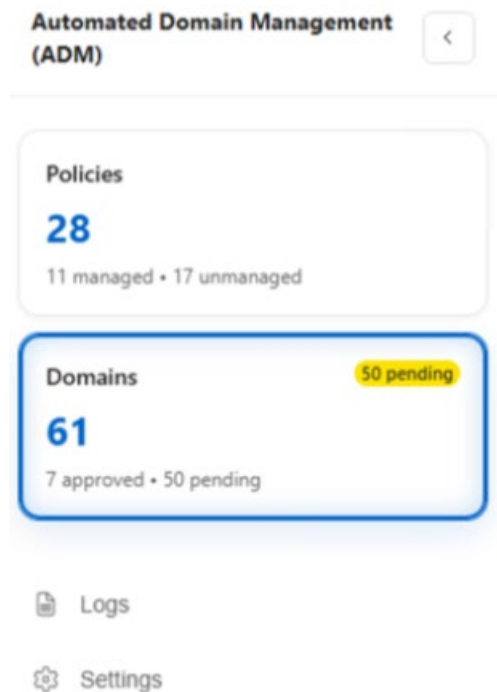 Automated Domain Management
(ADM)
Policies
28
11 managed • 17 unmanaged
Domains
50 pending
61
7 approved • 50 pending
Logs
Settings